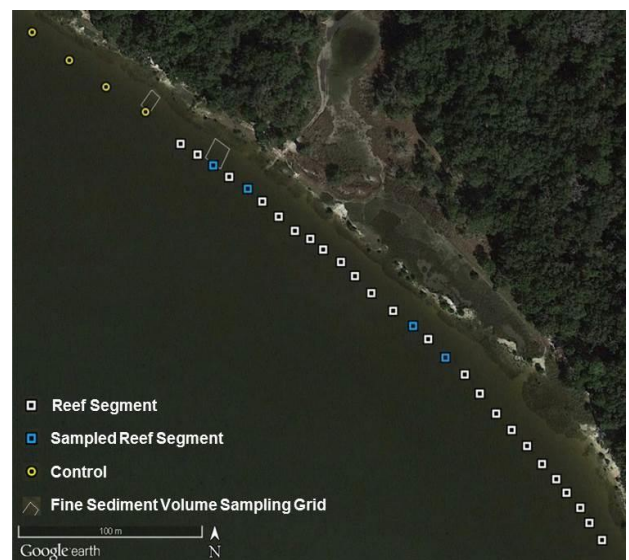 Reef Segment
Sampled Reef Segment
Control
Fine Sediment Volume Sampling Grid
100 m
Google earth
N